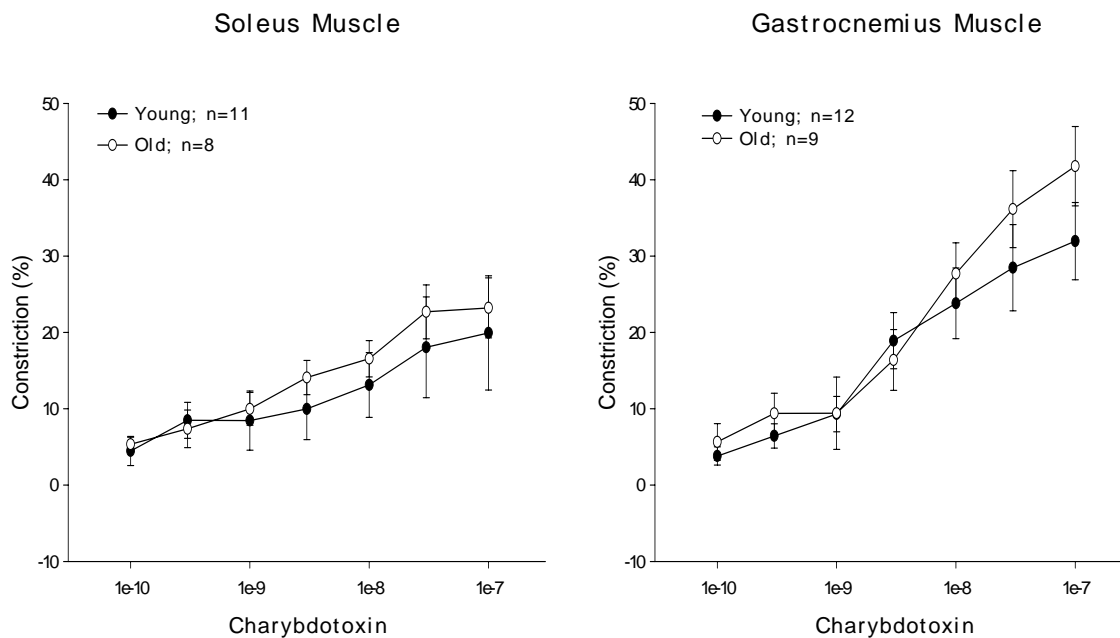 Soleus Muscle
Young; n=11
Old; n=8
50
40
30
20
10
0
-10
Constriction (%)
1e-10 1e-9 1e-8 1e-7
Charybdotoxin
Gastrocnemius Muscle
Young; n=12
Old; n=9
50
40
30
20
10
0
-10
Constriction (%)
1e-10 1e-9 1e-8 1e-7
Charybdotoxin